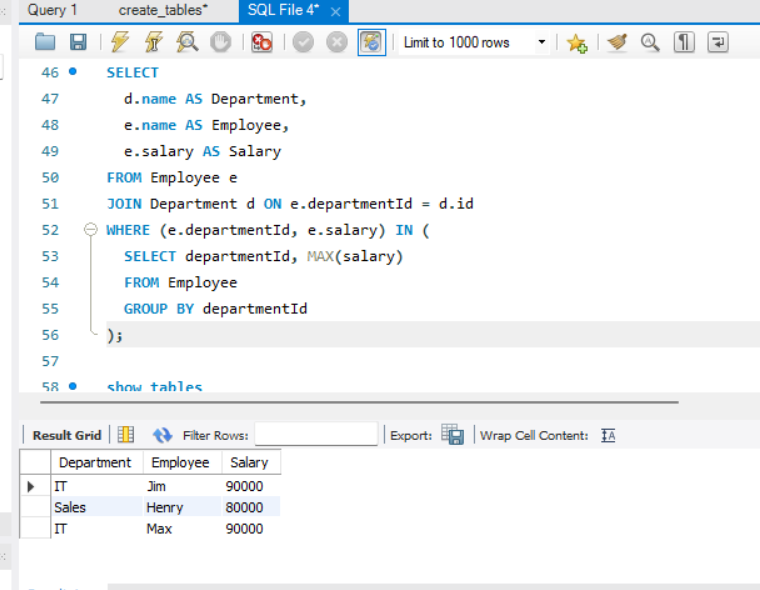 Query 1 create_tables* SQL File 4*
Limit to 1000 rows
46 SELECT
47 d.name AS Department,
48 e.name AS Employee,
49 e.salary AS Salary
50 FROM Employee e
51 JOIN Department d ON e.departmentId = d.id
52 WHERE (e.departmentId, e.salary) IN (
53 SELECT departmentId, MAX(salary)
54 FROM Employee
55 GROUP BY departmentId
56 );
57
58 show tables
Result Grid Filter Rows: Export: Wrap Cell Content: IA
Department Employee Salary
IT Jim 90000
Sales Henry 80000
IT Max 90000